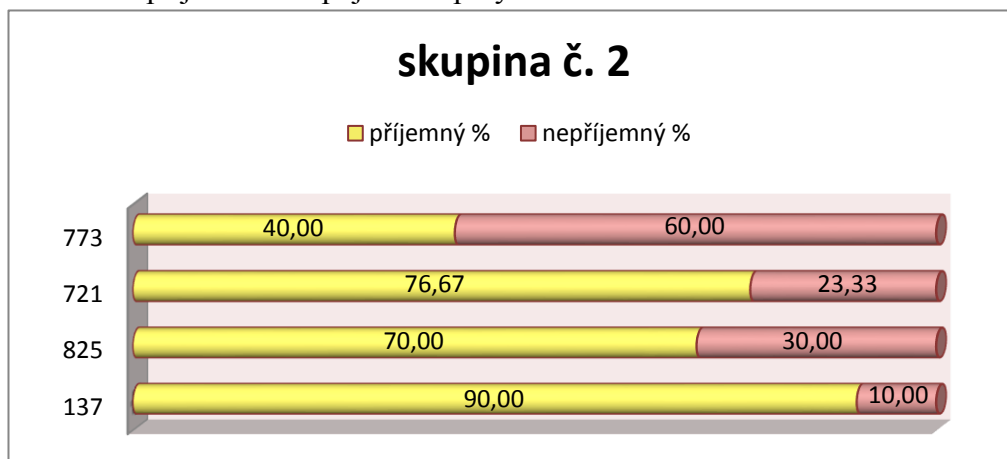 skupina č. 2
příjemný % nepříjemný %
773 40,00 60,00
721 76,67 23,33
825 70,00 30,00
137 90,00 10,00